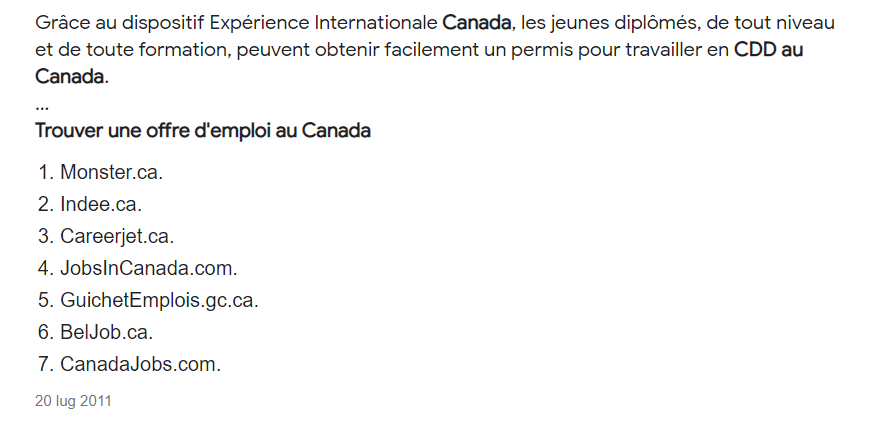 Grâce au dispositif Expérience Internationale Canada, les jeunes diplômés, de tout niveau
et de toute formation, peuvent obtenir facilement un permis pour travailler en CDD au
Canada.
...
Trouver une offre d'emploi au Canada
1. Monster.ca.
2. Indee.ca.
3. Careerjet.ca.
4. JobsInCanada.com.
5. GuichetEmplois.gc.ca.
6. BelJob.ca.
7. CanadaJobs.com.
20 lug 2011